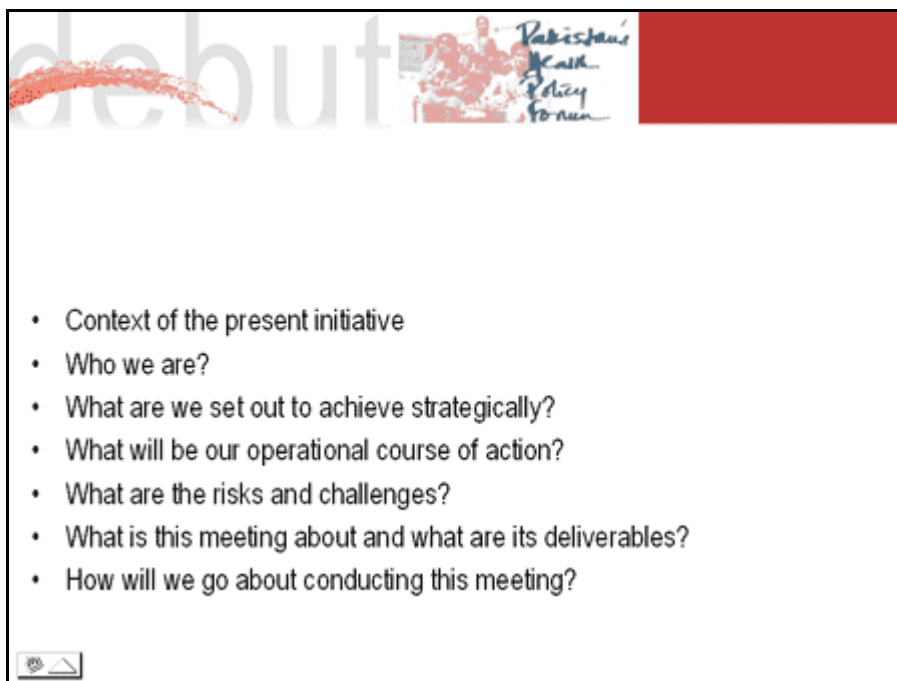 debut
Pakistan's
Health
Policy
Forum
• Context of the present initiative
• Who we are?
• What are we set out to achieve strategically?
• What will be our operational course of action?
• What are the risks and challenges?
• What is this meeting about and what are its deliverables?
• How will we go about conducting this meeting?